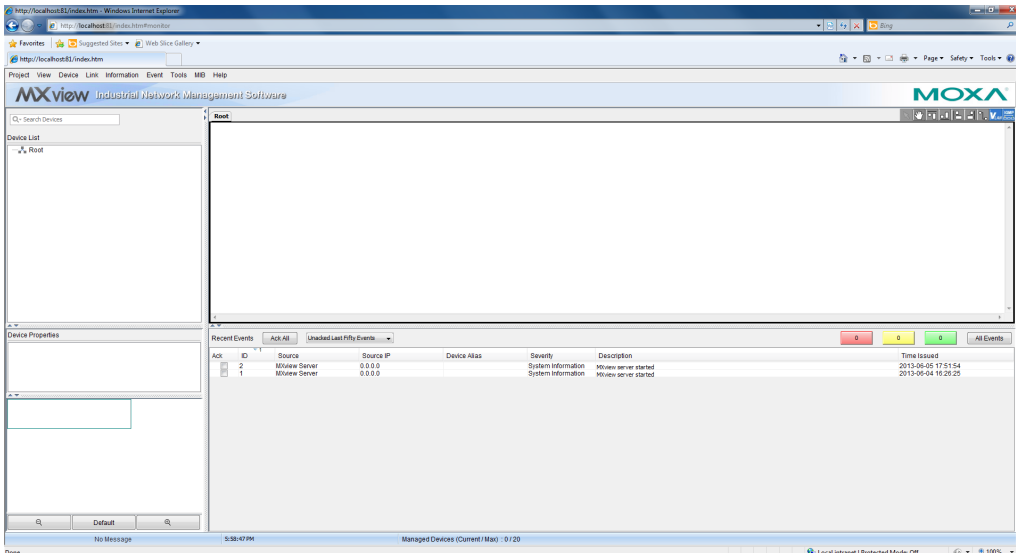 http://localhost:81/index.htm - Windows Internet Explorer
http://localhost:81/index.htm#monitor
Bing
Favorites Suggested Sites Web Slice Gallery
http://localhost:81/index.htm
Page Safety Tools
Project View Device Link Information Event Tools MIB Help
MXview Industrial Network Management Software
MOXA
Q- Search Devices
Root
Device List
Root
Device Properties
Recent Events Ack All Unacked Last Fifty Events 0 0 0 All Events
Ack ID 1 Source Source IP Device Alias Severity Description Time Issued
2 MXview Server 0.0.0.0 System Information MXview server started 2013-06-05 17:51:54
1 MXview Server 0.0.0.0 System Information MXview server started 2013-06-04 16:26:25
Default
No Message 5:58:47 PM Managed Devices (Current / Max) : 0 / 20
Done Local intranet | Protected Mode: Off 100%